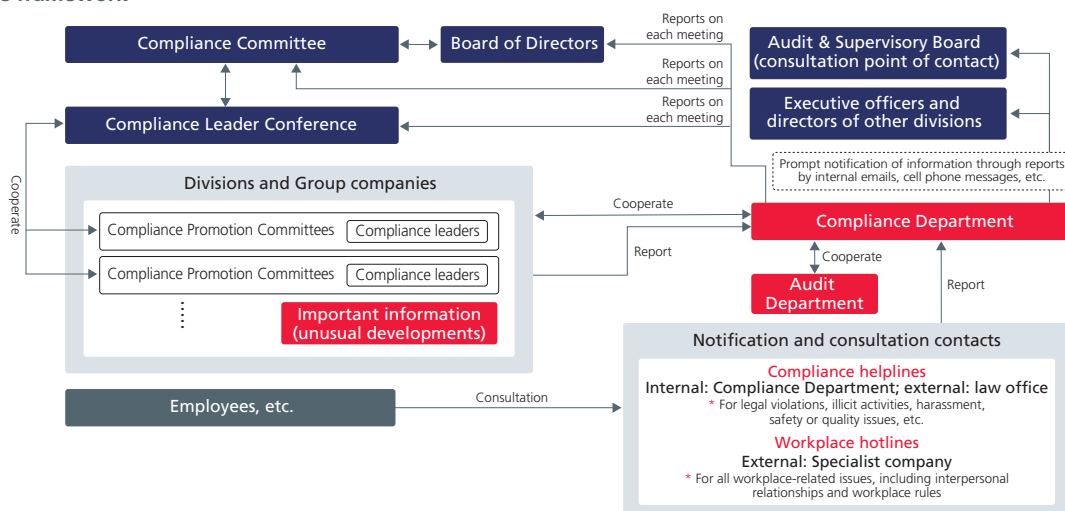 Compliance Committee
Board of Directors
Reports on
each meeting
Reports on
each meeting
Reports on
each meeting
Audit & Supervisory Board
(consultation point of contact)
Compliance Leader Conference
Executive officers and
directors of other divisions
Prompt notification of information through reports
by internal emails, cell phone messages, etc.
Cooperate
Divisions and Group companies
Compliance Promotion Committees
Compliance leaders
Compliance Promotion Committees
Compliance leaders
Important information
(unusual developments)
Cooperate
Report
Compliance Department
Cooperate
Audit
Department
Report
Employees, etc.
Consultation
Notification and consultation contacts
Compliance helplines
Internal: Compliance Department; external: law office
* For legal violations, illicit activities, harassment,
safety or quality issues, etc.
Workplace hotlines
External: Specialist company
* For all workplace-related issues, including interpersonal
relationships and workplace rules